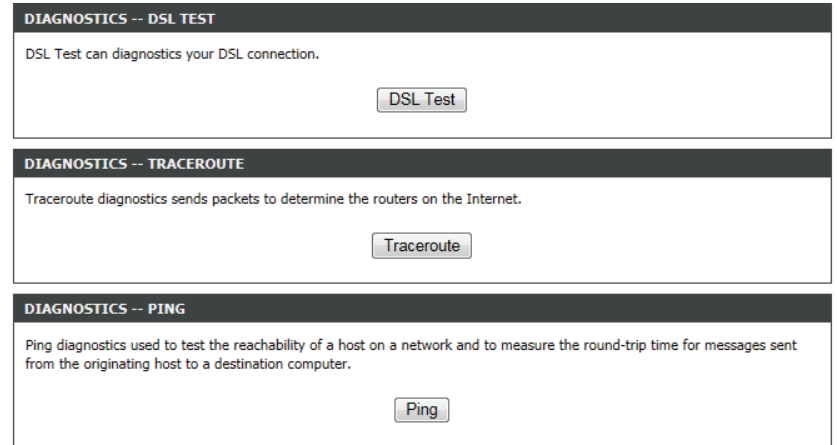 DIAGNOSTICS -- DSL TEST
DSL Test can diagnostics your DSL connection.
DSL Test
DIAGNOSTICS -- TRACEROUTE
Traceroute diagnostics sends packets to determine the routers on the Internet.
Traceroute
DIAGNOSTICS -- PING
Ping diagnostics used to test the reachability of a host on a network and to measure the round-trip time for messages sent
from the originating host to a destination computer.
Ping